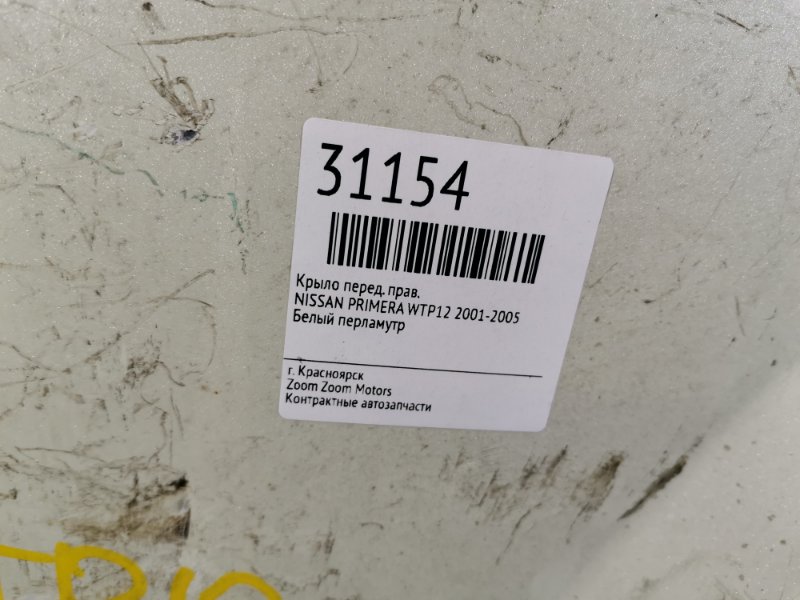 31154
Крыло перед. прав.
NISSAN PRIMERA WTP12 2001-2005
Белый перламутр
г. Красноярск
Zoom Zoom Motors
Контрактные автозапчасти